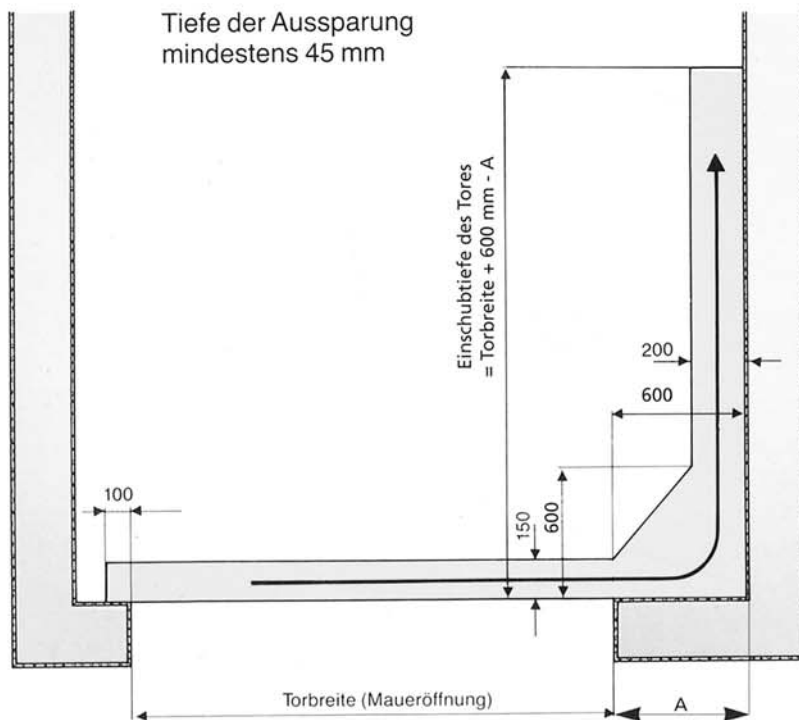 Tiefe der Aussparung
mindestens 45 mm
Einschubtiefe des Tores
= Torbreite + 600 mm - A
200
600
100
150
600
Torbreite (Maueröffnung)
A